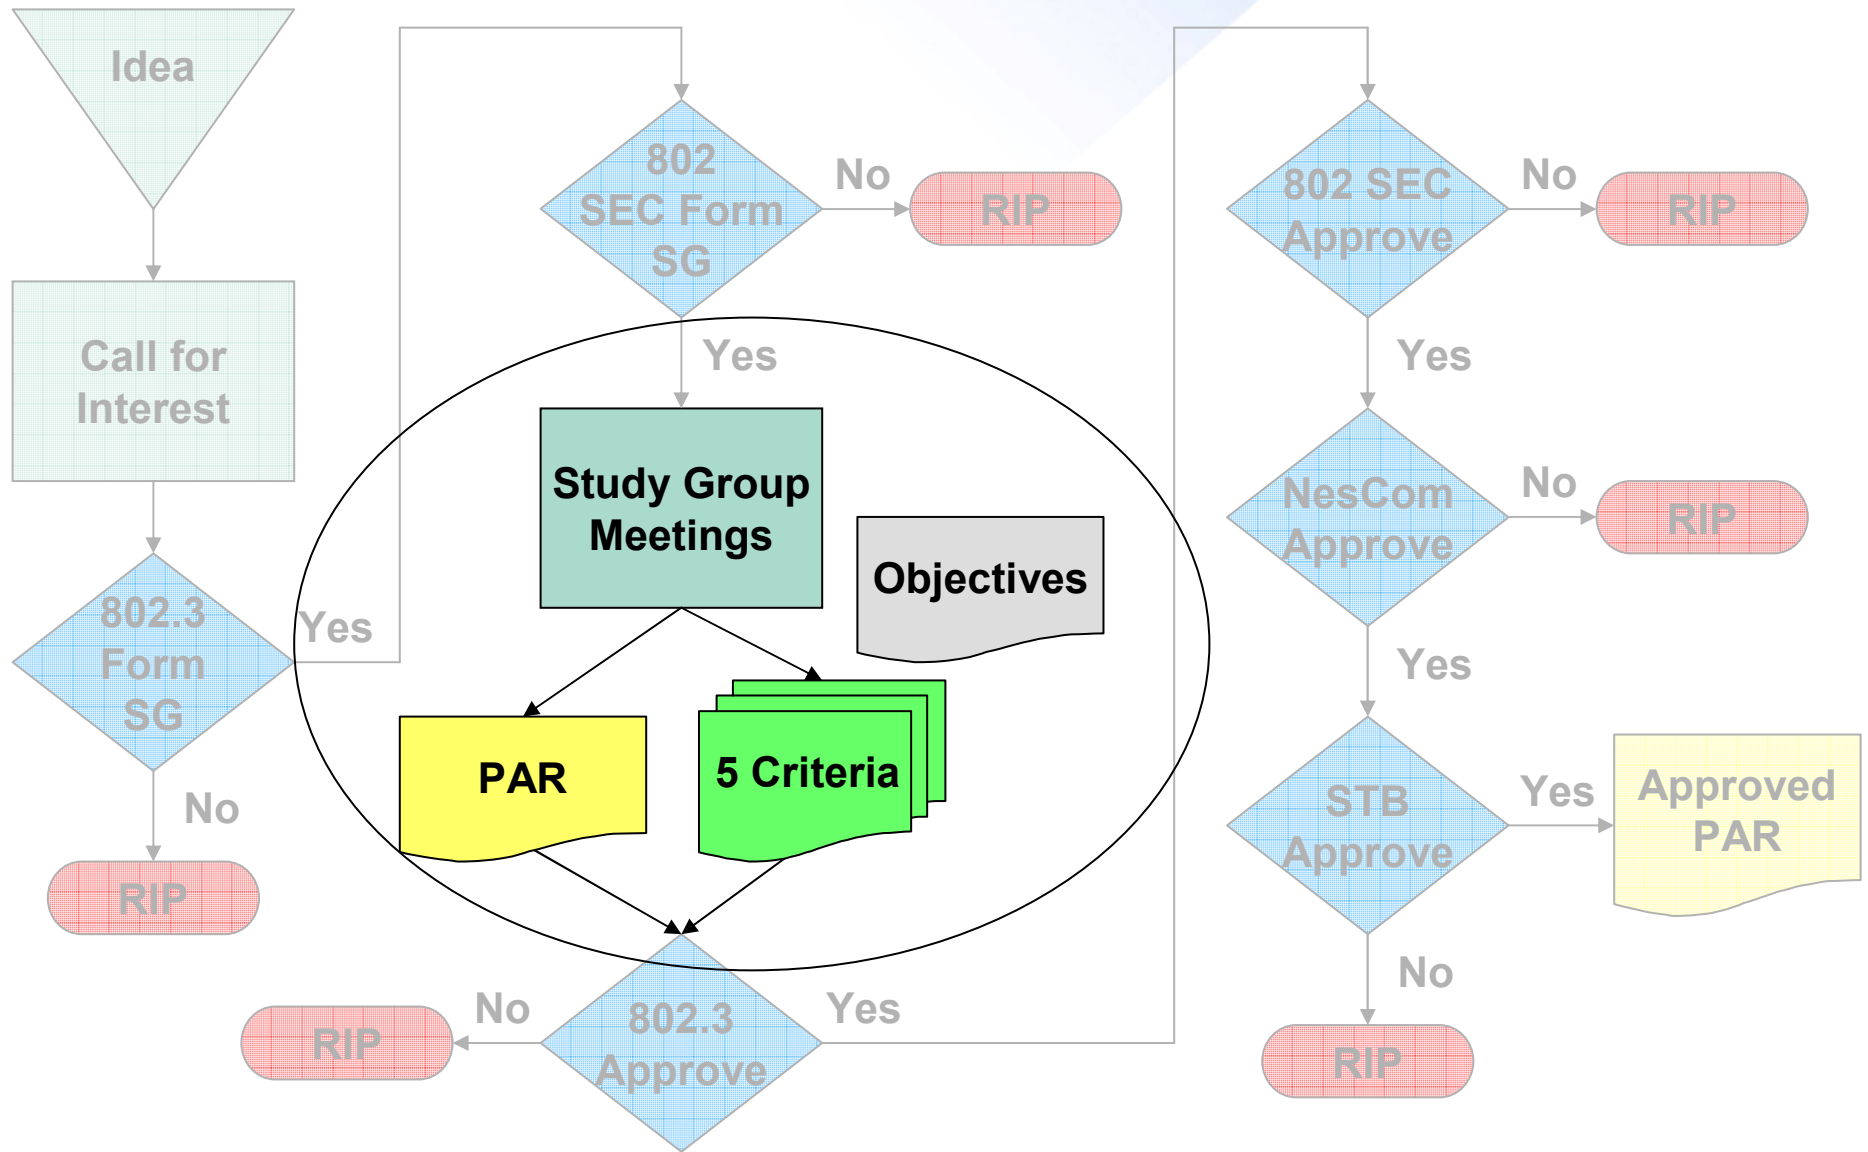 Idea
Call for
Interest
802.3
Form
SG
Yes
No
RIP
802
SEC Form
SG
No
RIP
Yes
Study Group
Meetings
Objectives
PAR
5 Criteria
802.3
Approve
No
RIP
Yes
802 SEC
Approve
No
RIP
Yes
NesCom
Approve
No
RIP
Yes
STB
Approve
Yes
Approved
PAR
No
RIP